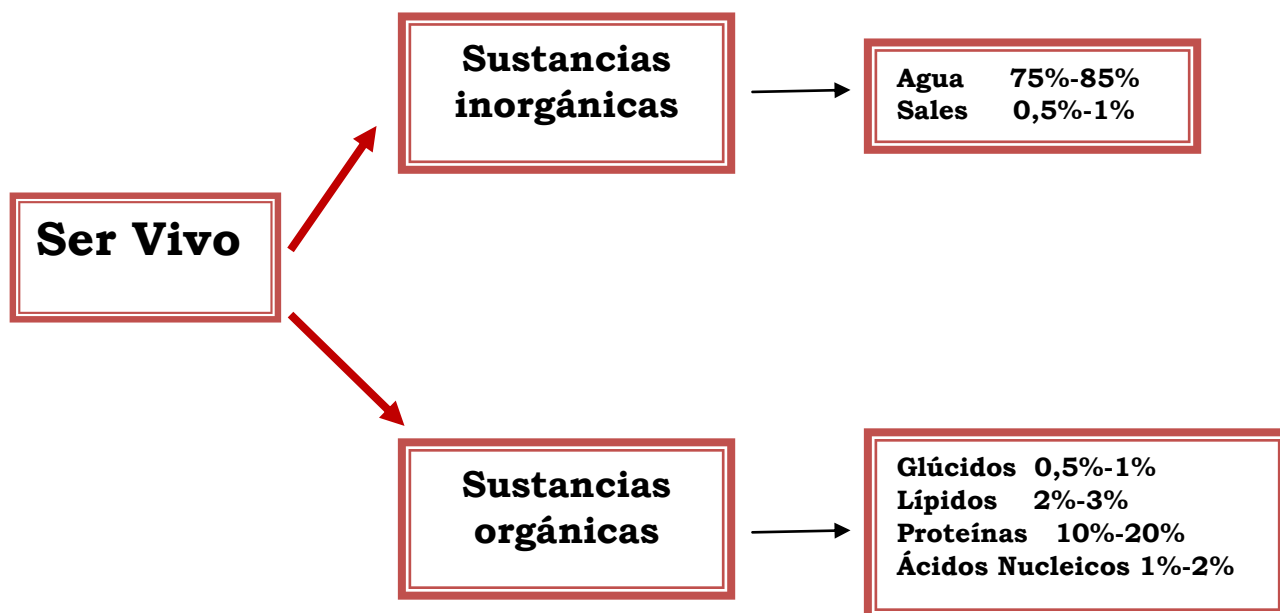 Ser Vivo
Sustancias
inorgánicas
Agua 75%-85%
Sales 0,5%-1%
Sustancias
orgánicas
Glúcidos 0,5%-1%
Lípidos 2%-3%
Proteínas 10%-20%
Ácidos Nucleicos 1%-2%